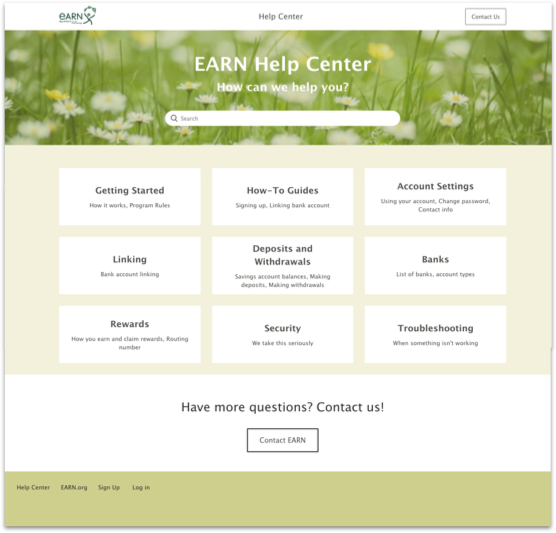 EARN
Help Center
Contact Us
EARN Help Center
How can we help you?
Search
Getting Started
How it works, Program Rules
How-To Guides
Signing up, Linking bank account
Account Settings
Using your account, Change password,
Contact info
Linking
Bank account linking
Deposits and
Withdrawals
Savings account balances, Making
deposits, Making withdrawals
Banks
List of banks, account types
Rewards
How you earn and claim rewards, Routing
number
Security
We take this seriously
Troubleshooting
When something isn't working
Have more questions? Contact us!
Contact EARN
Help Center
EARN.org
Sign Up
Log in